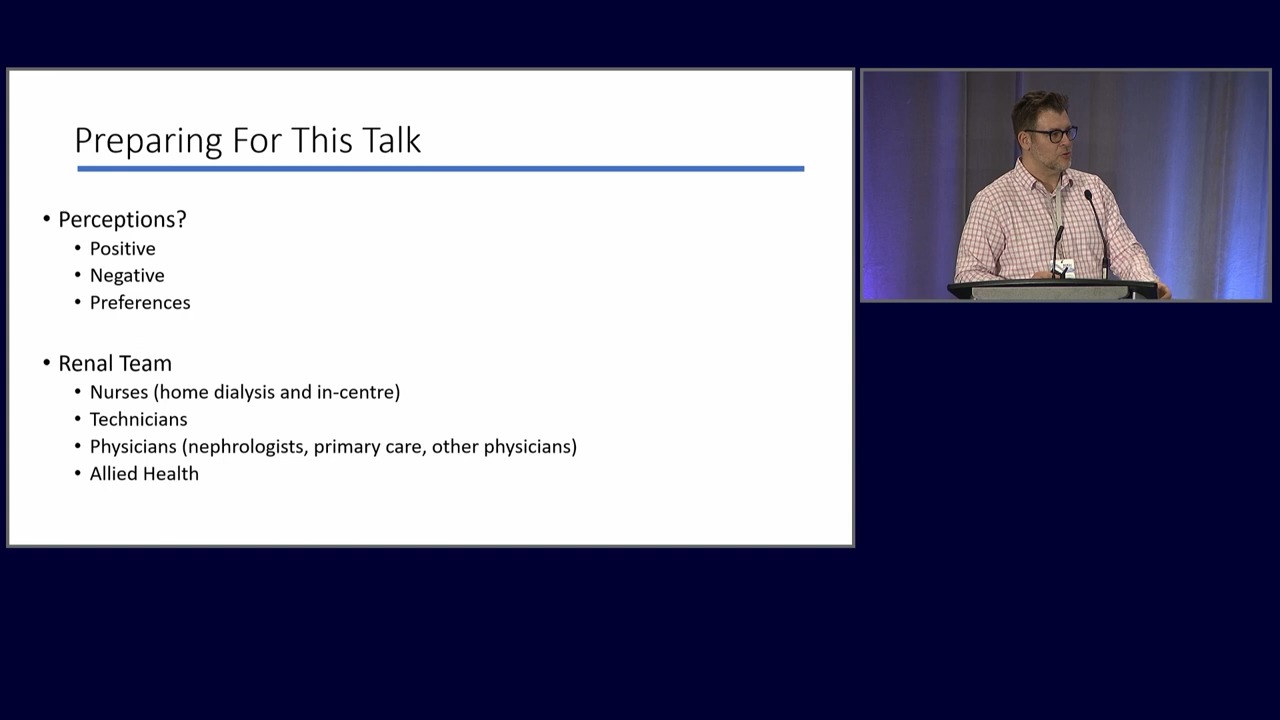 Preparing For This Talk
• Perceptions?
• Positive
• Negative
• Preferences
• Renal Team
• Nurses (home dialysis and in-centre)
• Technicians
• Physicians (nephrologists, primary care, other physicians)
• Allied Health